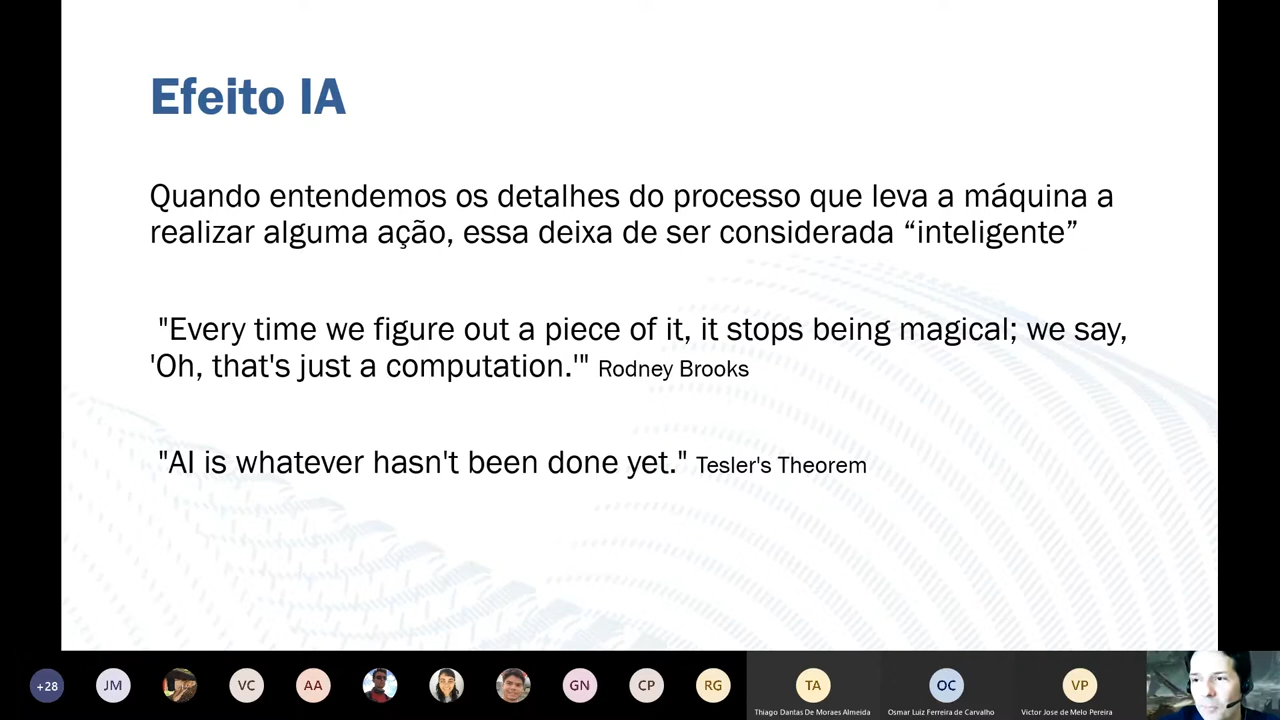 Efeito IA
Quando entendemos os detalhes do processo que leva a máquina a
realizar alguma ação, essa deixa de ser considerada “inteligente”
"Every time we figure out a piece of it, it stops being magical; we say,
'Oh, that's just a computation.'" Rodney Brooks
"AI is whatever hasn't been done yet." Tesler's Theorem
+28 JM VC AA GN CP RG TA OC VP
Thiago Dantas De Moraes Almeida Osmar Luiz Ferreira de Carvalho Victor Jose de Melo Pereira